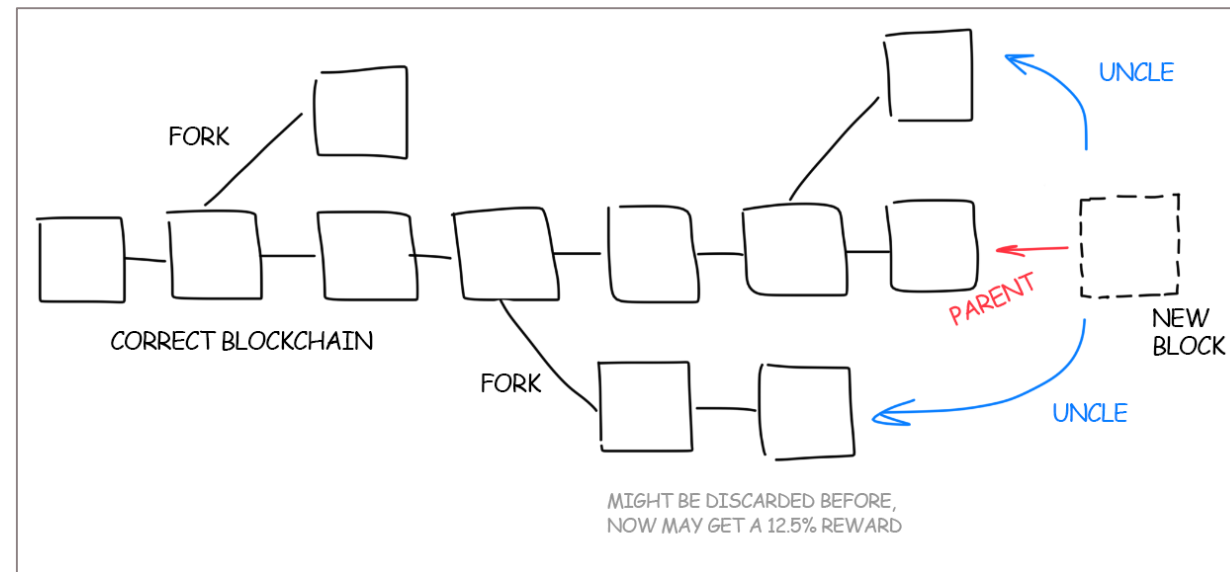 UNCLE
FORK
PARENT
NEW
BLOCK
CORRECT BLOCKCHAIN
FORK
UNCLE
MIGHT BE DISCARDED BEFORE,
NOW MAY GET A 12.5% REWARD